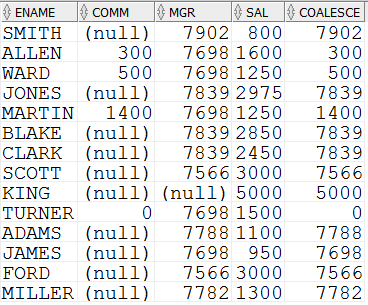 ENAME COMM MGR SAL COALESCE
SMITH (null) 7902 800 7902
ALLEN 300 7698 1600 300
WARD 500 7698 1250 500
JONES (null) 7839 2975 7839
MARTIN 1400 7698 1250 1400
BLAKE (null) 7839 2850 7839
CLARK (null) 7839 2450 7839
SCOTT (null) 7566 3000 7566
KING (null) (null) 5000 5000
TURNER 0 7698 1500 0
ADAMS (null) 7788 1100 7788
JAMES (null) 7698 950 7698
FORD (null) 7566 3000 7566
MILLER (null) 7782 1300 7782